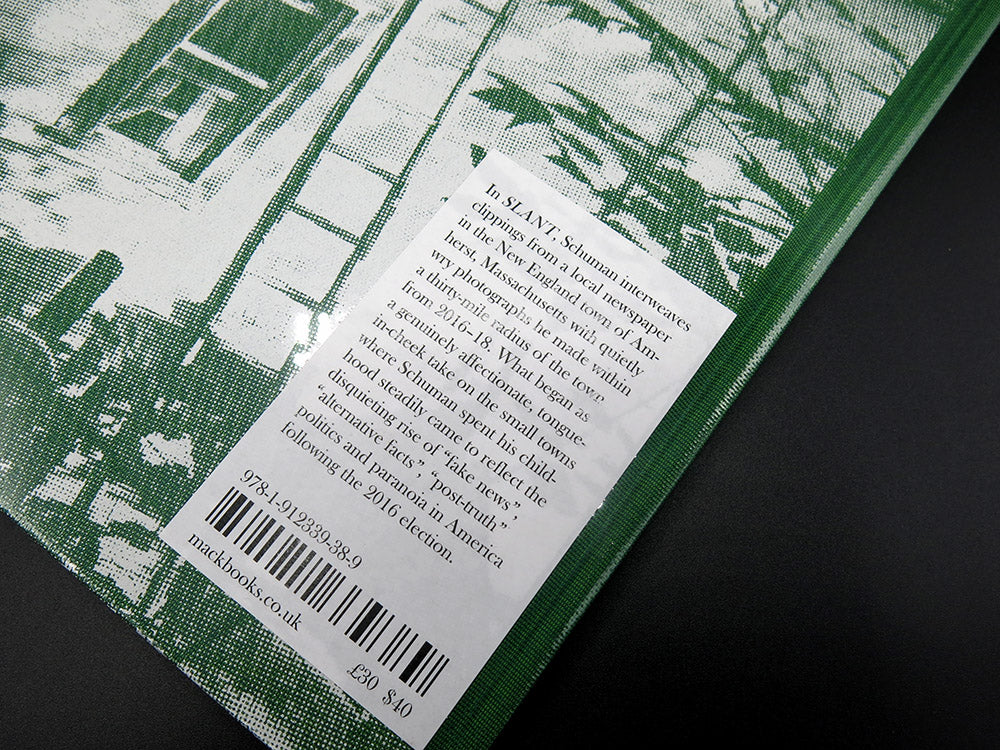 In SLANT, Schuman interweaves
clippings from a local newspaper
in the New England town of Am-
herst, Massachusetts with quietly
wry photographs he made within
a thirty-mile radius of the town
from 2016–18. What began as
a genuinely affectionate, tongue-
in-cheek take on the small towns
where Schuman spent his child-
hood steadily came to reflect the
disquieting rise of “fake news”,
“alternative facts”, “post-truth”
politics and paranoia in America
following the 2016 election.
978-1-912339-38-9
mackbooks.co.uk
£30 $40